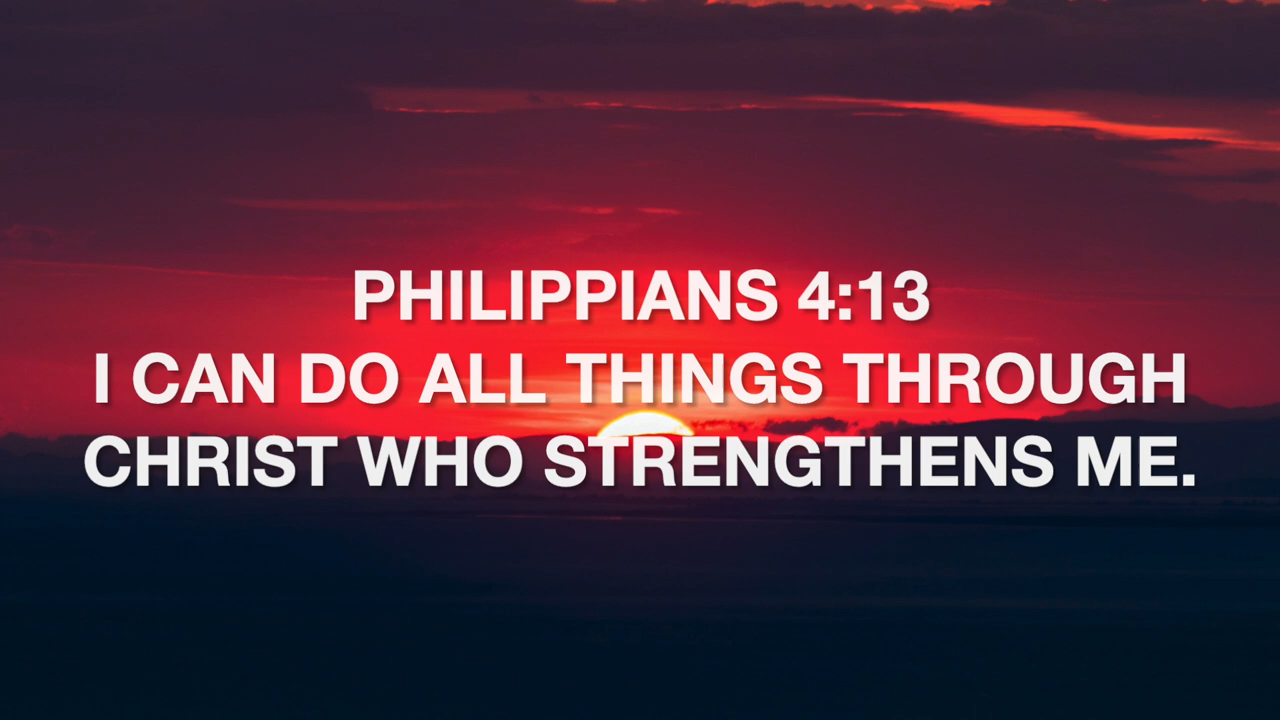 PHILIPPIANS 4:13
I CAN DO ALL THINGS THROUGH
CHRIST WHO STRENGTHENS ME.